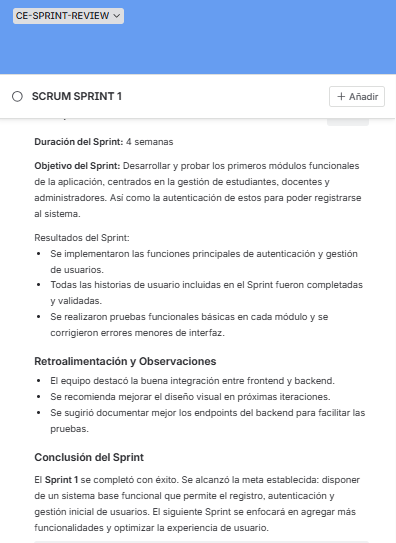 CE-SPRINT-REVIEW
SCRUM SPRINT 1
+ Añadir
Duración del Sprint: 4 semanas
Objetivo del Sprint: Desarrollar y probar los primeros módulos funcionales
de la aplicación, centrados en la gestión de estudiantes, docentes y
administradores. Así como la autenticación de estos para poder registrarse
al sistema.
Resultados del Sprint:
• Se implementaron las funciones principales de autenticación y gestión
de usuarios.
• Todas las historias de usuario incluidas en el Sprint fueron completadas
y validadas.
• Se realizaron pruebas funcionales básicas en cada módulo y se
corrigieron errores menores de interfaz.
Retroalimentación y Observaciones
• El equipo destacó la buena integración entre frontend y backend.
• Se recomienda mejorar el diseño visual en próximas iteraciones.
• Se sugirió documentar mejor los endpoints del backend para facilitar las
pruebas.
Conclusión del Sprint
El Sprint 1 se completó con éxito. Se alcanzó la meta establecida: disponer
de un sistema base funcional que permite el registro, autenticación y
gestión inicial de usuarios. El siguiente Sprint se enfocará en agregar más
funcionalidades y optimizar la experiencia de usuario.